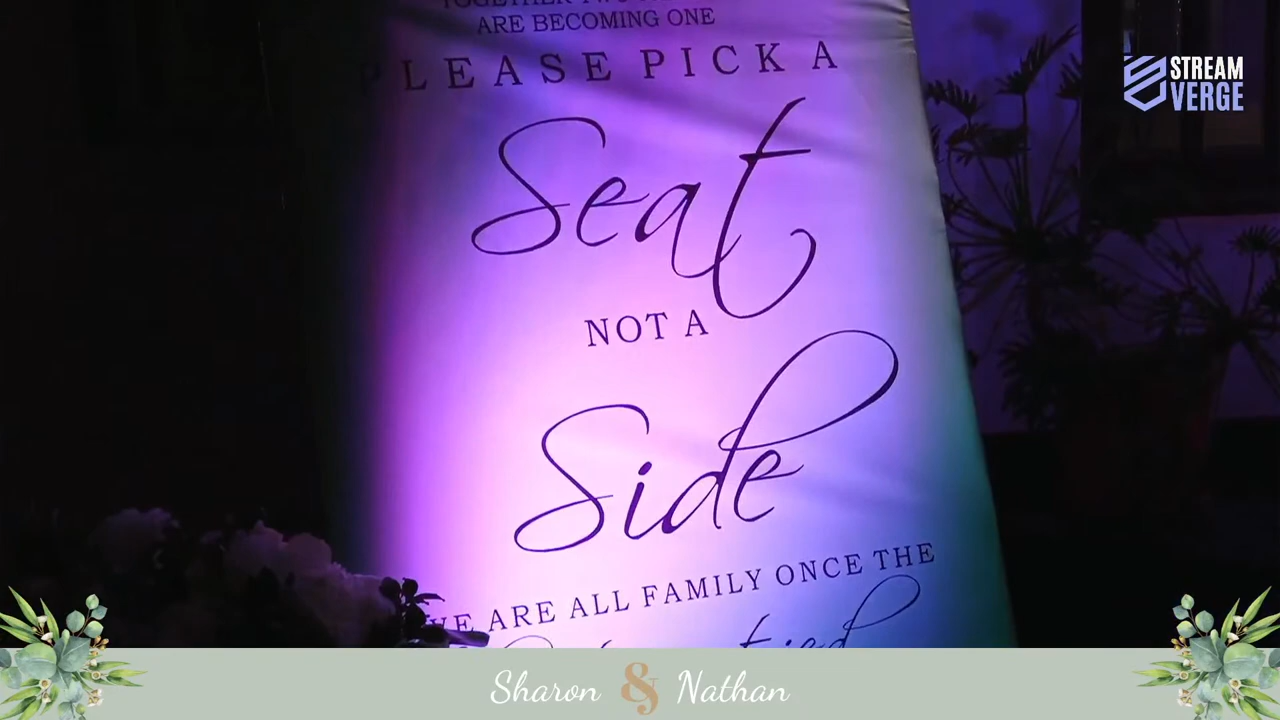 ARE BECOMING ONE
PLEASE PICK A
Seat
NOT A
Side
WE ARE ALL FAMILY ONCE THE
STREAM
VERGE
Sharon & Nathan